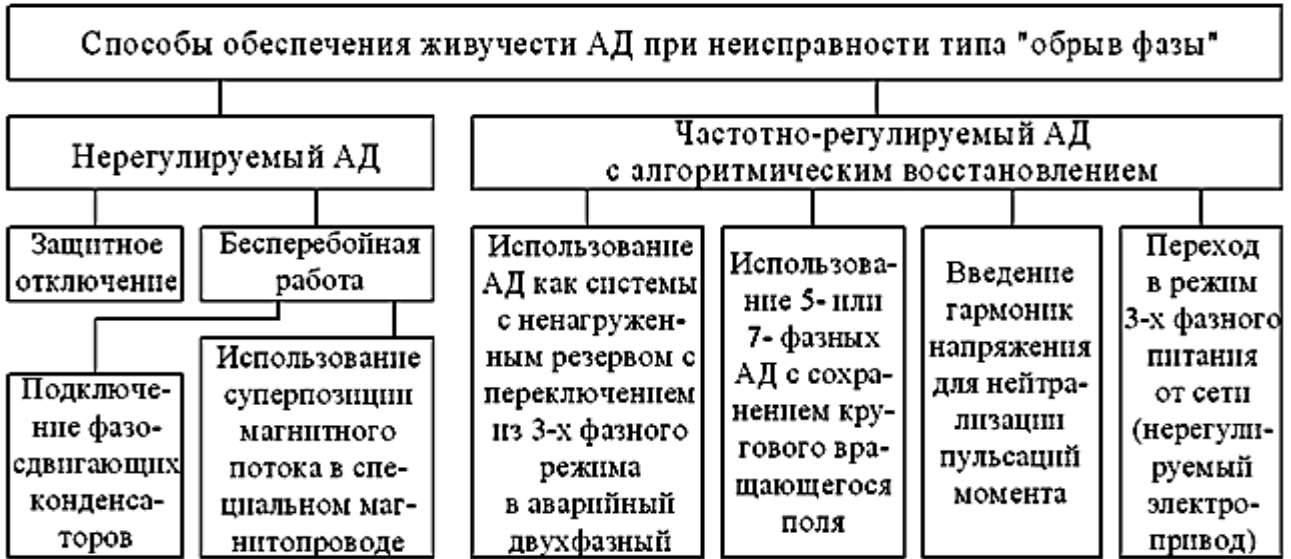 Способы обеспечения живучести АД при неисправности типа "обрыв фазы"
Нерегулируемый АД
Частотно-регулируемый АД
с алгоритмическим восстановлением
Защитное
отключение
Бесперебойная
работа
Подключе-
ние фазо-
сдвигающих
конденса-
торов
Использование
суперпозиции
магнитного
потока в спе-
циальном маг-
нитопроводе
Использование
АД как системы
с ненагружен-
ным резервом с
переключением
из 3-х фазного
режима
в аварийный
двухфазный
Использова-
ние 5- или
7- фазных
АД с сохра-
нением кру-
гового вра-
щающегося
поля
Введение
гармоник
напряжения
для нейтра-
лизации
пульсаций
момента
Переход
в режим
3-х фазного
питания
от сети
(нерегули-
руемый
электро-
привод)